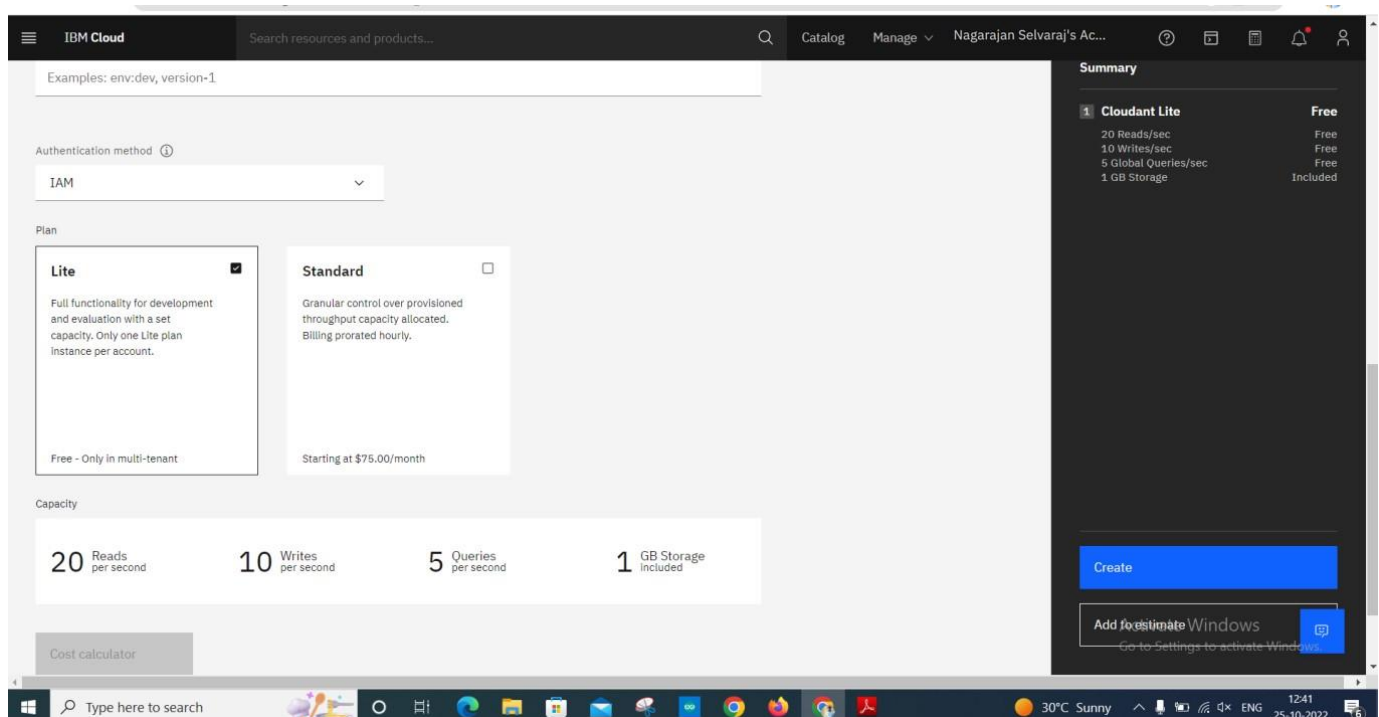 IBM Cloud
Search resources and products...
Catalog
Manage
Nagarajan Selvaraj's Ac...
Examples: env:dev, version-1
Authentication method
IAM
Plan
Lite
Full functionality for development
and evaluation with a set
capacity. Only one Lite plan
instance per account.
Free - Only in multi-tenant
Standard
Granular control over provisioned
throughput capacity allocated.
Billing prorated hourly.
Starting at $75.00/month
Capacity
20 Reads per second
10 Writes per second
5 Queries per second
1 GB Storage included
Cost calculator
Summary
1 Cloudant Lite Free
20 Reads/sec Free
10 Writes/sec Free
5 Global Queries/sec Free
1 GB Storage Included
Create
Add to estimate
Activate Windows
Go to Settings to activate Windows.
Type here to search
30°C Sunny
ENG
12:41
25-10-2022
6